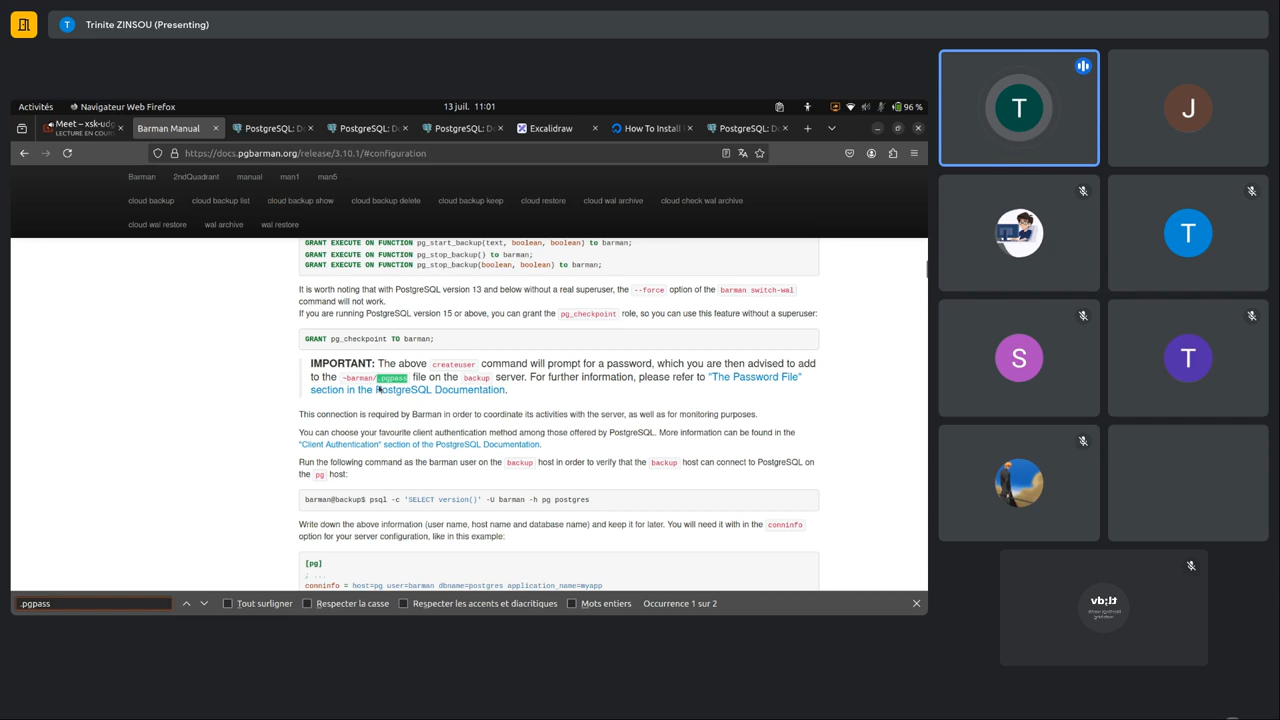 Trinite ZINSOU (Presenting)
Activités
Navigateur Web Firefox
13 juil. 11:01
96 %
Meet – xsk-udg
LECTURE EN COURS
Barman Manual
PostgreSQL: D
PostgreSQL: D
PostgreSQL: D
Excalidraw
How To Install
PostgreSQL: D
https://docs.pgbarman.org/release/3.10.1/#configuration
Barman 2ndQuadrant manual man1 man5
cloud backup cloud backup list cloud backup show cloud backup delete cloud backup keep cloud restore cloud wal archive cloud check wal archive
cloud wal restore wal archive wal restore
GRANT EXECUTE ON FUNCTION pg_start_backup(text, boolean, boolean) to barman;
GRANT EXECUTE ON FUNCTION pg_stop_backup() to barman;
GRANT EXECUTE ON FUNCTION pg_stop_backup(boolean, boolean) to barman;
It is worth noting that with PostgreSQL version 13 and below without a real superuser, the --force option of the barman switch-wal
command will not work.
If you are running PostgreSQL version 15 or above, you can grant the pg_checkpoint role, so you can use this feature without a superuser:
GRANT pg_checkpoint TO barman;
IMPORTANT: The above createuser command will prompt for a password, which you are then advised to add
to the ~barman/.pgpass file on the backup server. For further information, please refer to "The Password File"
section in the PostgreSQL Documentation.
This connection is required by Barman in order to coordinate its activities with the server, as well as for monitoring purposes.
You can choose your favourite client authentication method among those offered by PostgreSQL. More information can be found in the
"Client Authentication" section of the PostgreSQL Documentation.
Run the following command as the barman user on the backup host in order to verify that the backup host can connect to PostgreSQL on
the pg host:
barman@backup$ psql -c 'SELECT version()' -U barman -h pg postgres
Write down the above information (user name, host name and database name) and keep it for later. You will need it with in the conninfo
option for your server configuration, like in this example:
[pg]
; ...
conninfo = host=pg user=barman dbname=postgres application_name=myapp
.pgpass
Tout surligner
Respecter la casse
Respecter les accents et diacritiques
Mots entiers
Occurrence 1 sur 2
T
T
J
T
S
T